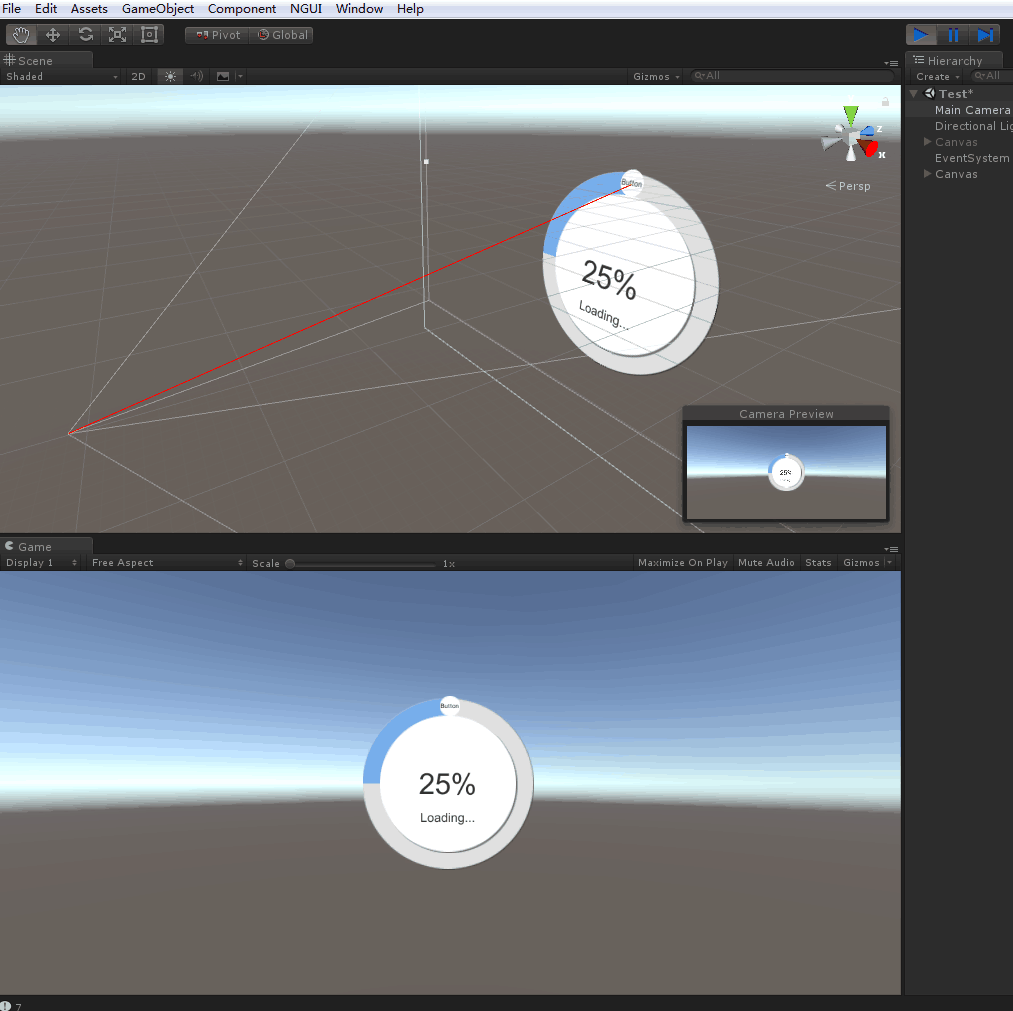 File Edit Assets GameObject Component NGUI Window Help
Pivot Global
Scene
Shaded 2D Gizmos All
Hierarchy
Create All
Test*
Main Camera
Directional Lig
Canvas
EventSystem
Canvas
z
x
Persp
Button
25%
Loading...
Camera Preview
25%
Game
Display 1 Free Aspect Scale 1x Maximize On Play Mute Audio Stats Gizmos
Button
25%
Loading...
7